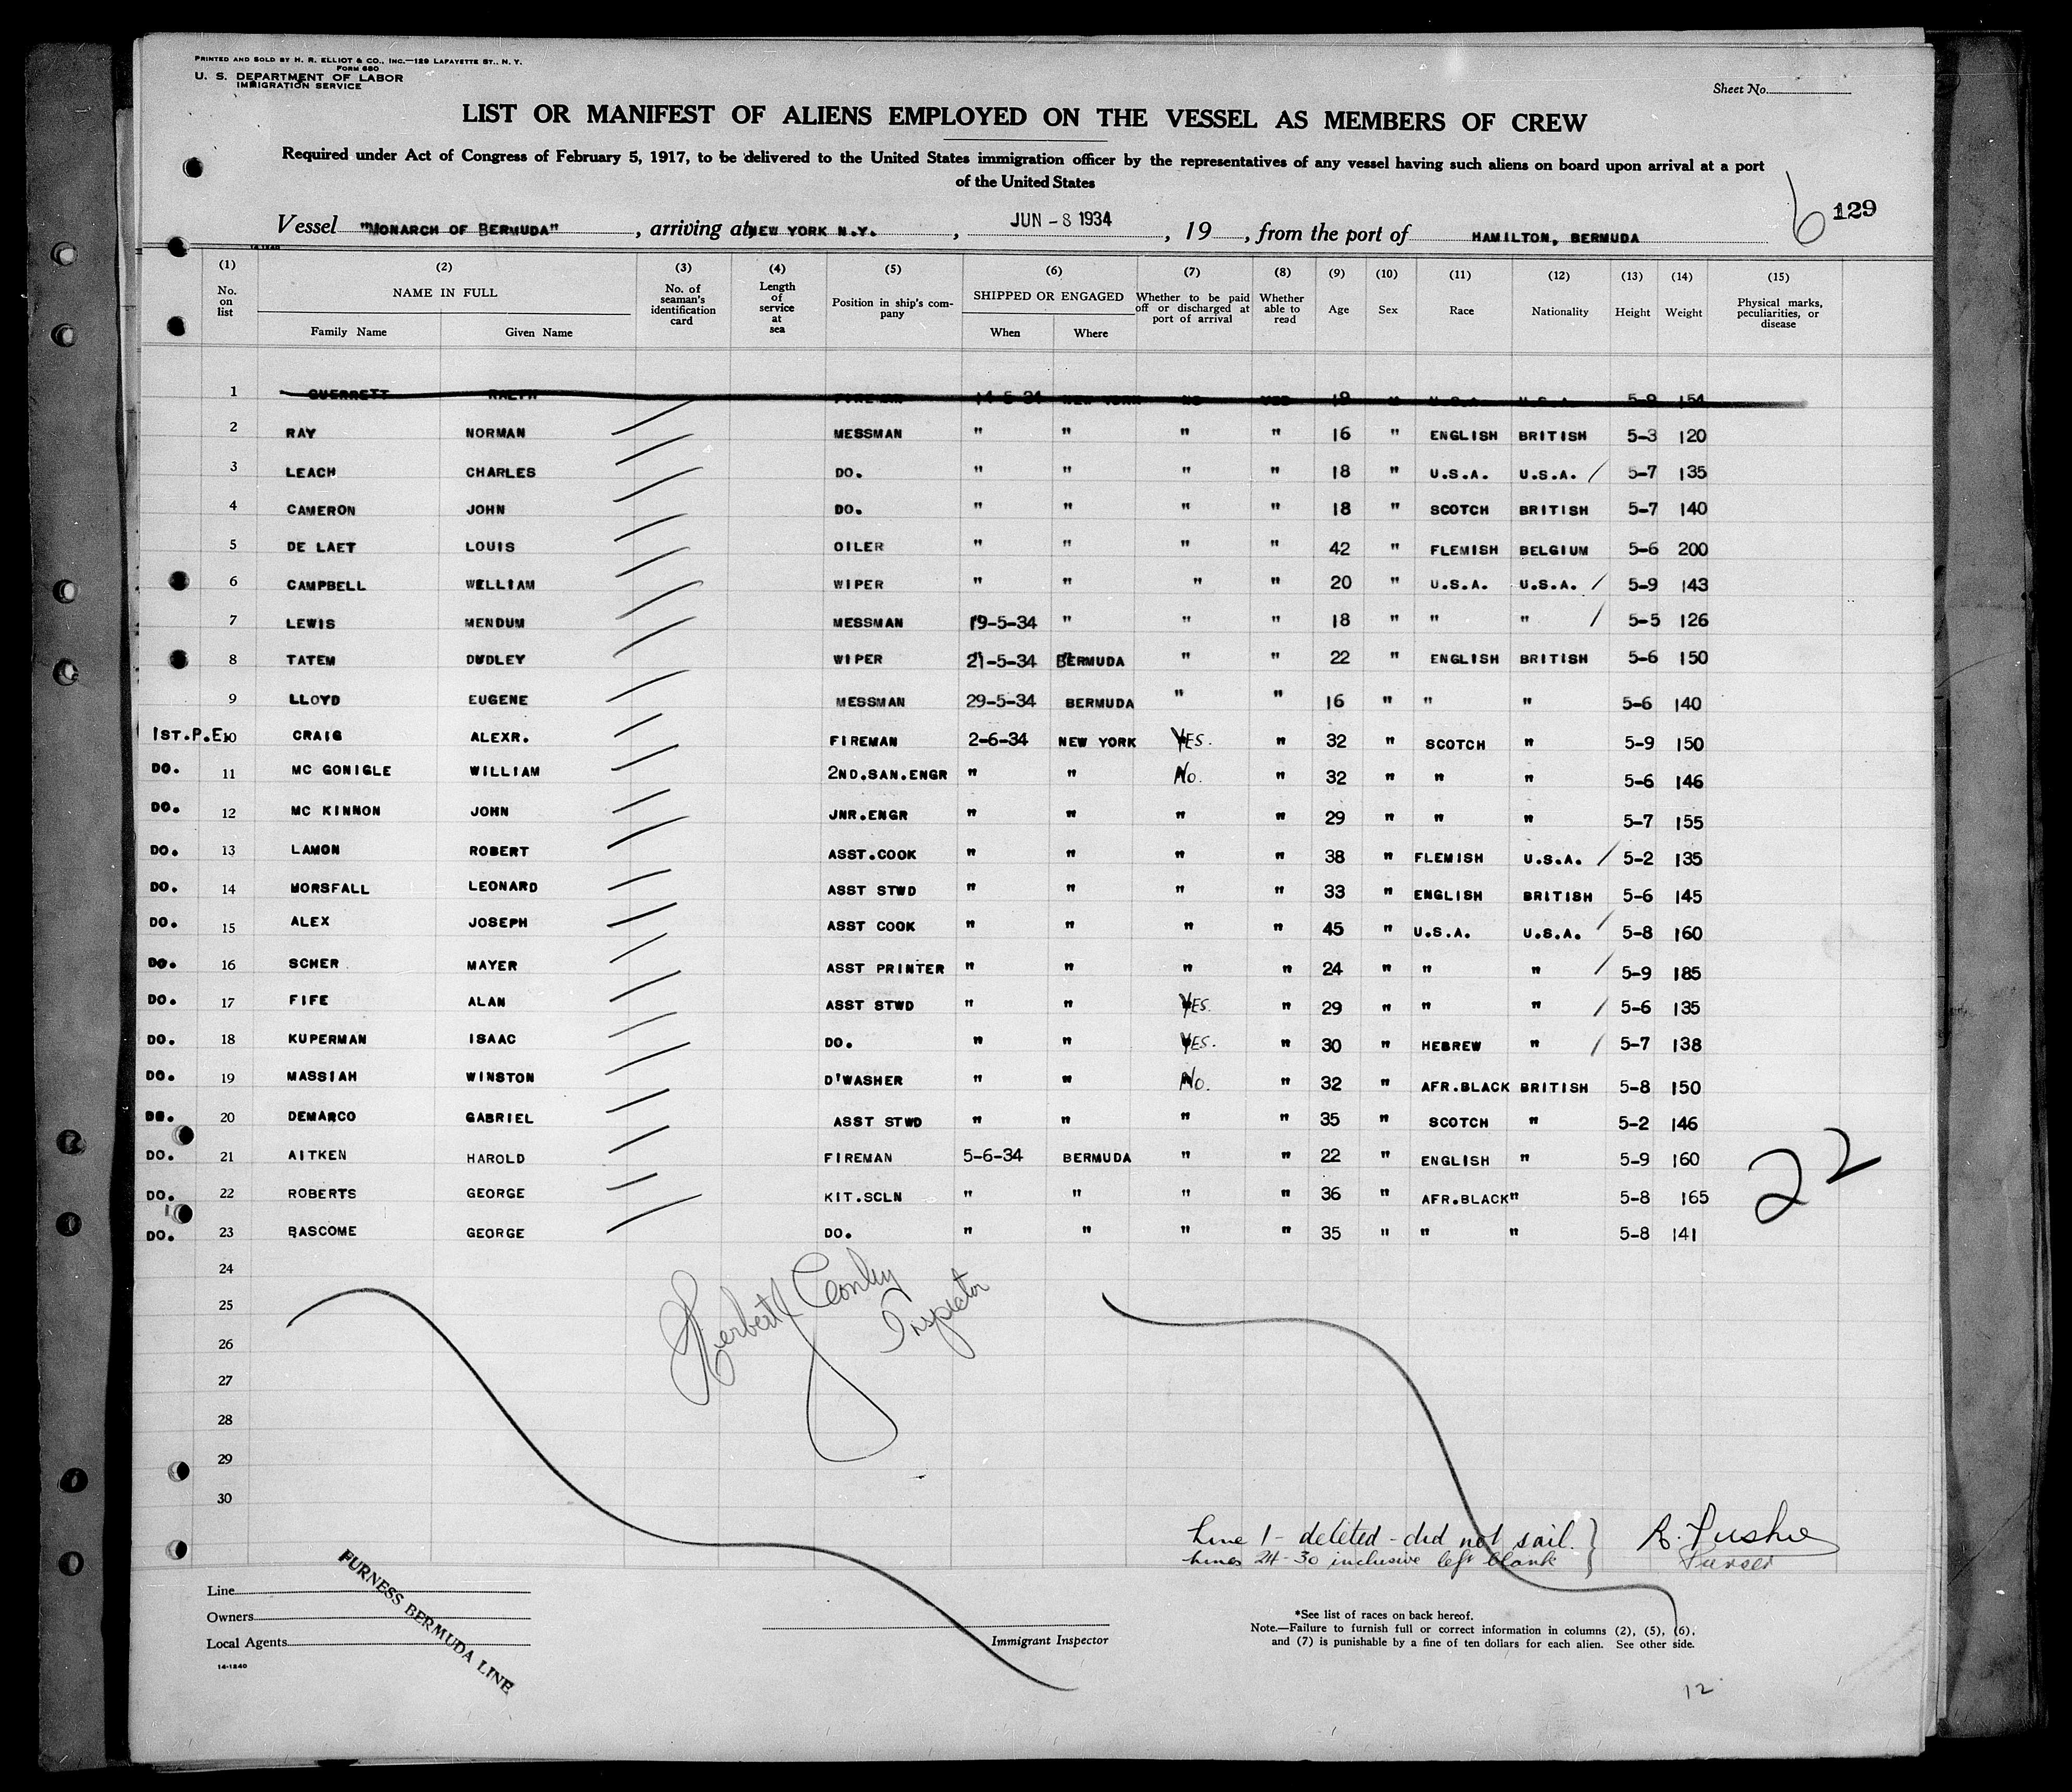 PRINTED AND SOLD BY H. R. ELLIOT & CO., INC.—129 LAFAYETTE ST., N. Y.
FORM 680
U. S. DEPARTMENT OF LABOR
IMMIGRATION SERVICE
Sheet No.
LIST OR MANIFEST OF ALIENS EMPLOYED ON THE VESSEL AS MEMBERS OF CREW
Required under Act of Congress of February 5, 1917, to be delivered to the United States immigration officer by the representatives of any vessel having such aliens on board upon arrival at a port
of the United States
6 129
Vessel "MONARCH OF BERMUDA", arriving at NEW YORK N.Y., JUN - 8 1934, 19, from the port of HAMILTON, BERMUDA
14-1240
(1) (2) (3) (4) (5) (6) (7) (8) (9) (10) (11) (12) (13) (14) (15)
No. on list NAME IN FULL Family Name Given Name No. of seaman's identification card Length of service at sea Position in ship's company SHIPPED OR ENGAGED When Where Whether to be paid off or discharged at port of arrival Whether able to read Age Sex Race Nationality Height Weight Physical marks, peculiarities, or disease
1 GUERRETT RALPH FIREMAN 14-5-34 NEW YORK NO YES 19 M U.S.A. U.S.A. 5-9 154
2 RAY NORMAN MESSMAN " " " " 16 " ENGLISH BRITISH 5-3 120
3 LEACH CHARLES DO. " " " " 18 " U.S.A. U.S.A. / 5-7 135
4 CAMERON JOHN DO. " " " " 18 " SCOTCH BRITISH 5-7 140
5 DE LAET LOUIS OILER " " " " 42 " FLEMISH BELGIUM 5-6 200
6 CAMPBELL WELLIAM WIPER " " " " 20 " U.S.A. U.S.A. / 5-9 143
7 LEWIS MENDUM MESSMAN 19-5-34 " " " 18 " " " / 5-5 126
8 TATEM DUDLEY WIPER 21-5-34 BERMUDA " " 22 " ENGLISH BRITISH 5-6 150
9 LLOYD EUGENE MESSMAN 29-5-34 BERMUDA " " 16 " " " 5-6 140
1ST.P.E. 10 CRAIG ALEXR. FIREMAN 2-6-34 NEW YORK YES. " 32 " SCOTCH " 5-9 150
DO. 11 MC GONIGLE WILLIAM 2ND.SAN.ENGR " " No. " 32 " " " 5-6 146
DO. 12 MC KINNON JOHN JNR.ENGR " " " " 29 " " " 5-7 155
DO. 13 LAMON ROBERT ASST.COOK " " " " 38 " FLEMISH U.S.A. / 5-2 135
DO. 14 HORSFALL LEONARD ASST STWD " " " " 33 " ENGLISH BRITISH 5-6 145
DO. 15 ALEX JOSEPH ASST COOK " " " " 45 " U.S.A. U.S.A. / 5-8 160
DO. 16 SCHER MAYER ASST PRINTER " " " " 24 " " " / 5-9 185
DO. 17 FIFE ALAN ASST STWD " " YES. " 29 " " " / 5-6 135
DO. 18 KUPERMAN ISAAC DO. " " YES. " 30 " HEBREW " / 5-7 138
DO. 19 MASSIAH WINSTON D'WASHER " " No. " 32 " AFR.BLACK BRITISH 5-8 150
DO. 20 DEMARCO GABRIEL ASST STWD " " " " 35 " SCOTCH " 5-2 146
DO. 21 AITKEN HAROLD FIREMAN 5-6-34 BERMUDA " " 22 " ENGLISH " 5-9 160
DO. 22 ROBERTS GEORGE KIT.SCLN " " " " 36 " AFR.BLACK " 5-8 165
DO. 23 BASCOME GEORGE DO. " " " " 35 " " " 5-8 141
22
24
25
26
27
28
29
30
Herbert J Conley
Inspector
Line 1 - deleted - did not sail.
Lines 24-30 inclusive left blank
Purser
Line
Owners
Local Agents
FURNESS BERMUDA LINE
14-1240
Immigrant Inspector
*See list of races on back hereof.
Note.—Failure to furnish full or correct information in columns (2), (5), (6),
and (7) is punishable by a fine of ten dollars for each alien. See other side.
12